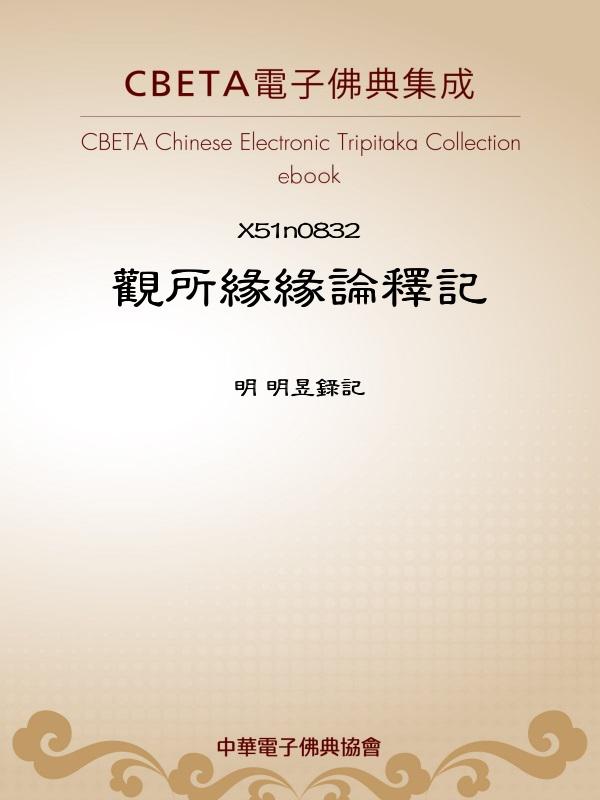 CBETA電子佛典集成
CBETA Chinese Electronic Tripitaka Collection
ebook
X51n0832
觀所緣緣論釋記
明 明昱錄記
中華電子佛典協會